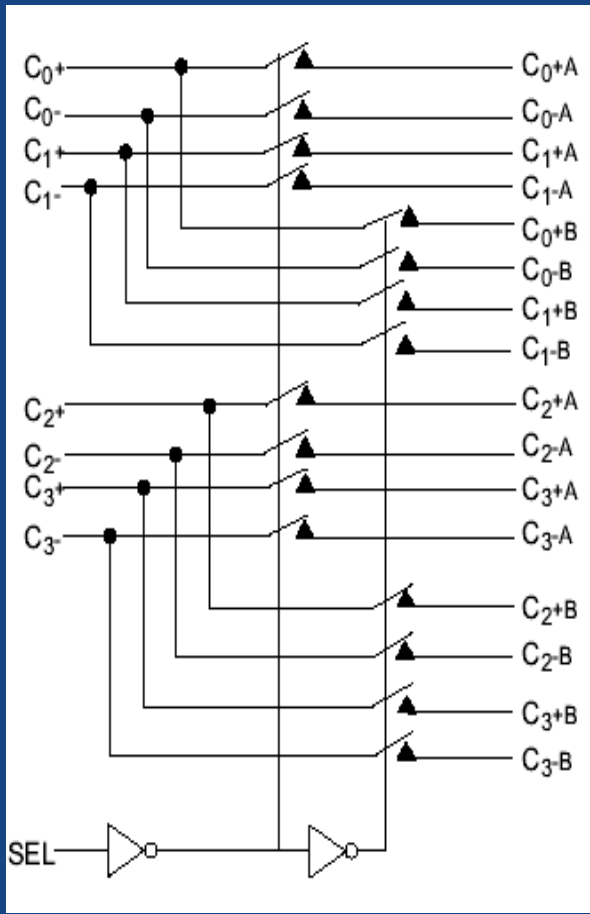 C0+ C0+A
C0- C0-A
C1+ C1+A
C1- C1-A
C0+B
C0-B
C1+B
C1-B
C2+ C2+A
C2- C2-A
C3+ C3+A
C3- C3-A
C2+B
C2-B
C3+B
C3-B
SEL